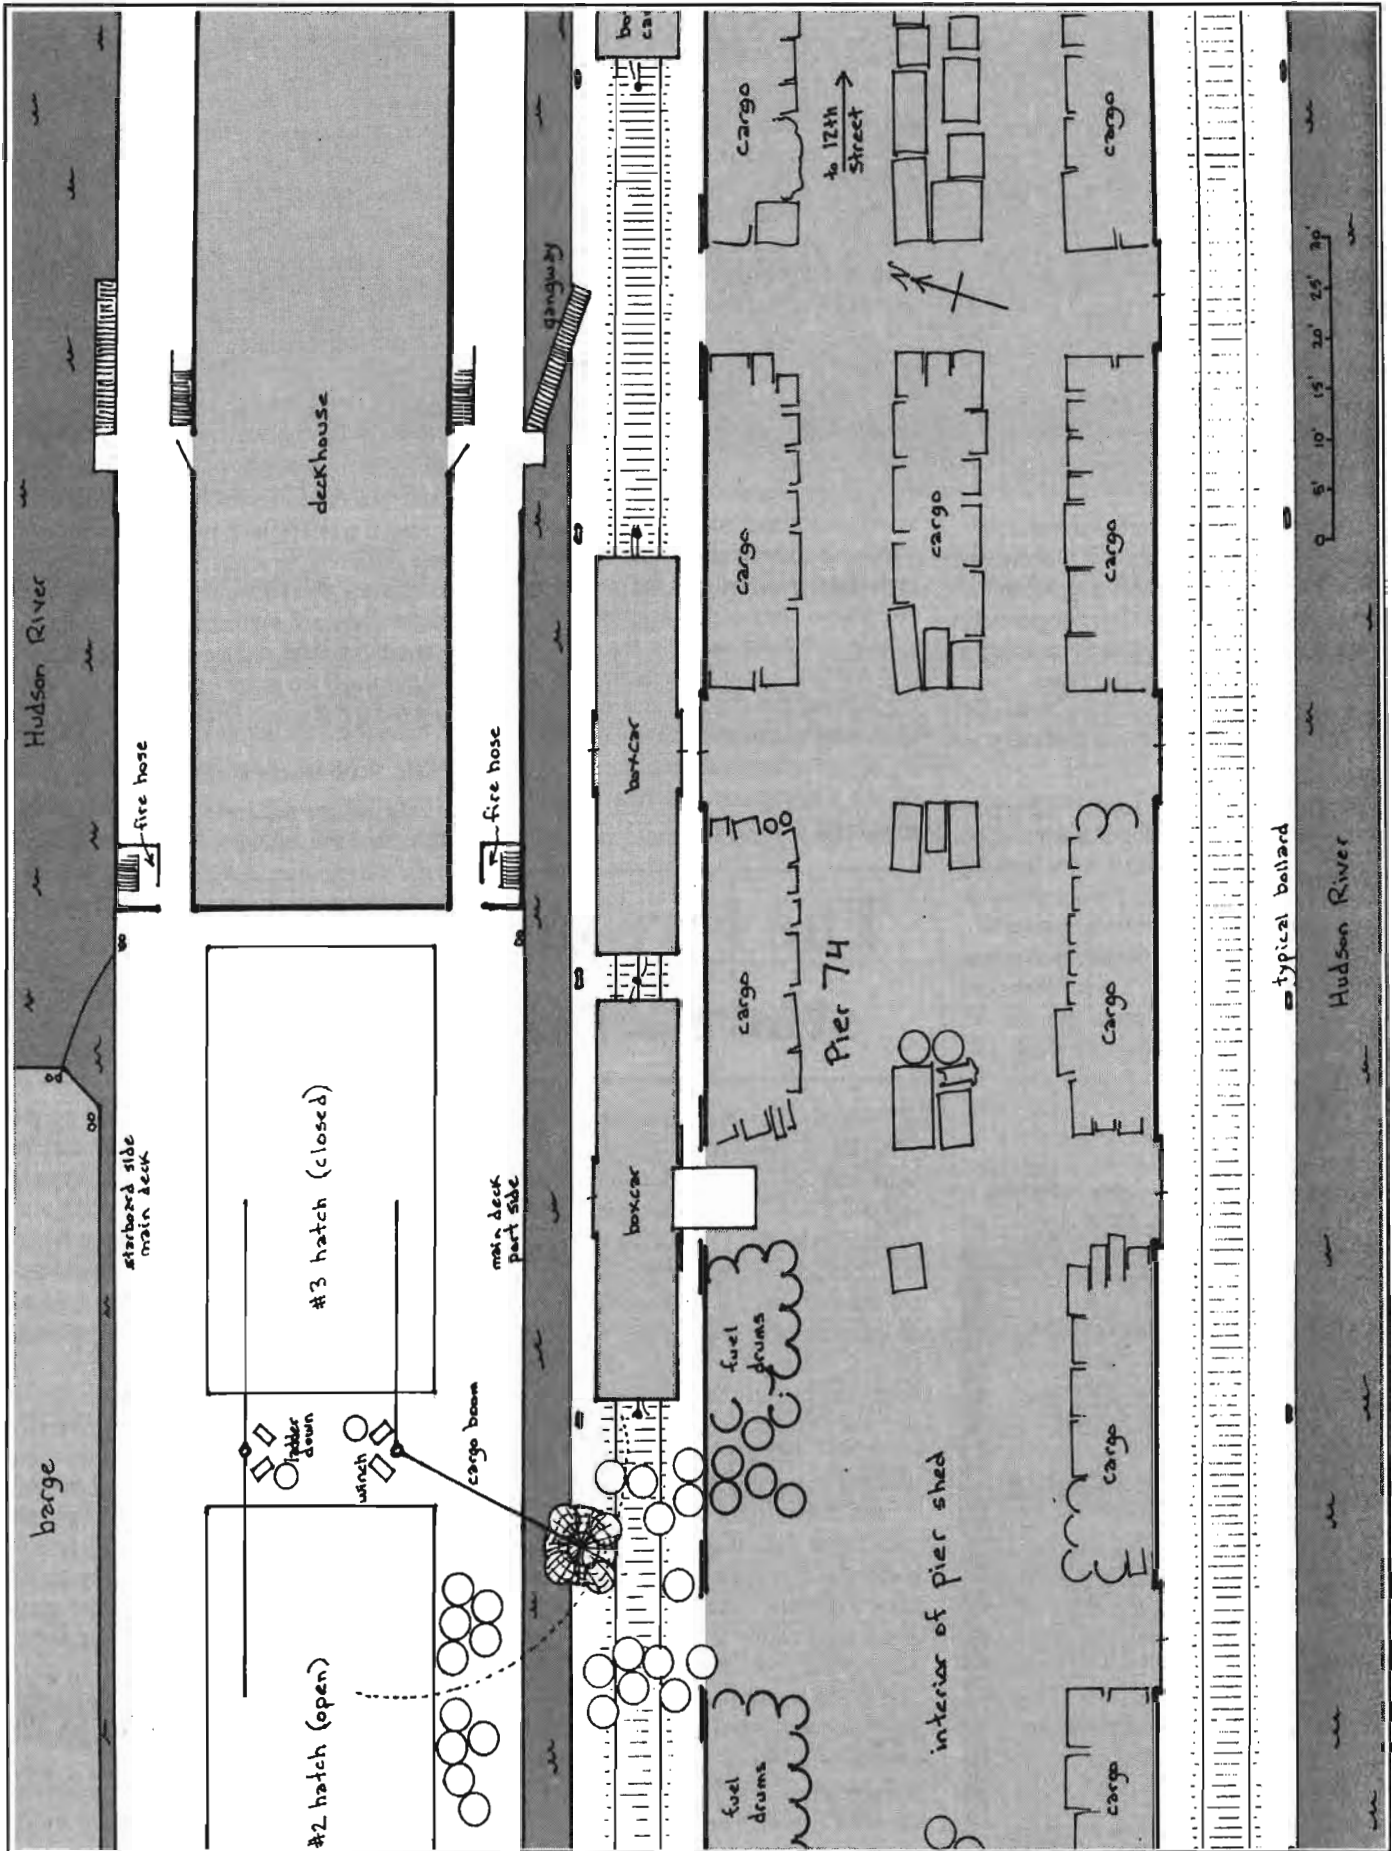 box
car
cargo
to 12th
Street
cargo
N
gangway
deckhouse
cargo
cargo
cargo
0 5' 10' 15' 20' 25' 30'
Hudson River
fire hose
fire hose
boxcar
cargo
Pier 74
cargo
typical bollard
Hudson River
starboard side
main deck
#3 hatch (closed)
main deck
port side
boxcar
fuel
drums
barge
ladder
down
winch
cargo boom
cargo
interior of pier shed
#2 hatch (open)
fuel
drums
cargo